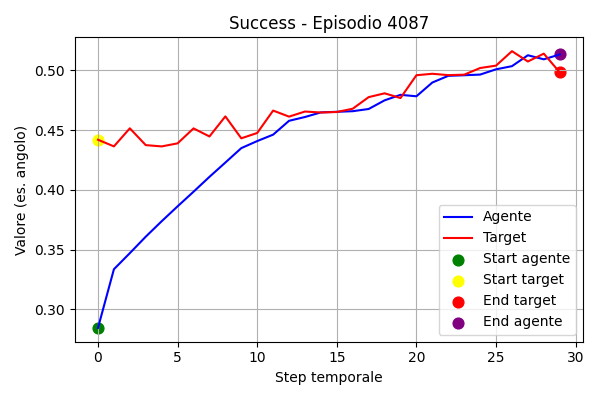 Success - Episodio 4087
Valore (es. angolo)
0.50
0.45
0.40
0.35
0.30
Agente
Target
Start agente
Start target
End target
End agente
0 5 10 15 20 25 30
Step temporale